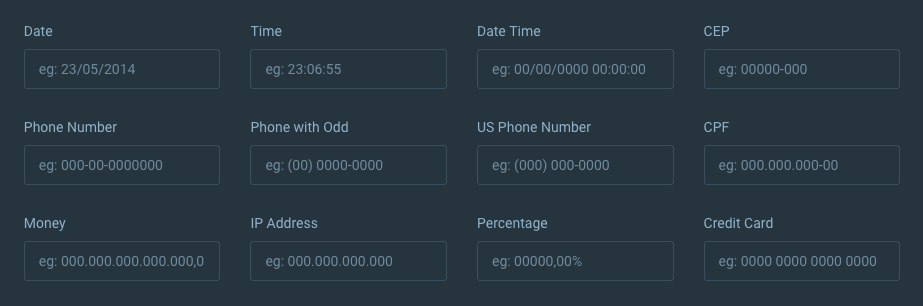 Date
Time
Date Time
CEP
eg: 23/05/2014
eg: 23:06:55
eg: 00/00/0000 00:00:00
eg: 00000-000
Phone Number
Phone with Odd
US Phone Number
CPF
eg: 000-00-0000000
eg: (00) 0000-0000
eg: (000) 000-0000
eg: 000.000.000-00
Money
IP Address
Percentage
Credit Card
eg: 000.000.000.000.000,0
eg: 000.000.000.000
eg: 00000,00%
eg: 0000 0000 0000 0000